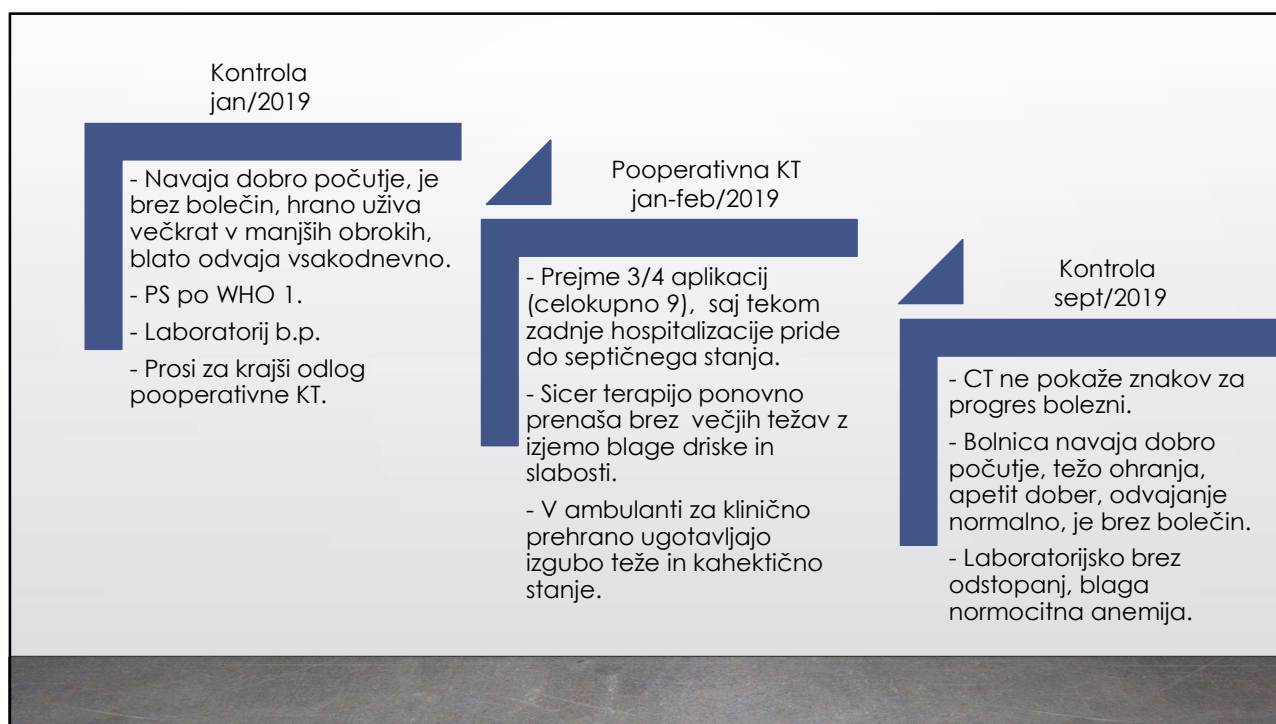 Kontrola
jan/2019
- Navaja dobro počutje, je
brez bolečin, hrano uživa
večkrat v manjših obrokih,
blato odvaja vsakodnevno.
- PS po WHO 1.
- Laboratorij b.p.
- Prosi za krajši odlog
pooperativne KT.
Pooperativna KT
jan-feb/2019
- Prejme 3/4 aplikacij
(celokupno 9), saj tekom
zadnje hospitalizacije pride
do septičnega stanja.
- Sicer terapijo ponovno
prenaša brez večjih težav z
izjemo blage driske in
slabosti.
- V ambulanti za klinično
prehrano ugotavljajo
izgubo teže in kahektično
stanje.
Kontrola
sept/2019
- CT ne pokaže znakov za
progres bolezni.
- Bolnica navaja dobro
počutje, težo ohranja,
apetit dober, odvajanje
normalno, je brez bolečin.
- Laboratorijsko brez
odstopanj, blaga
normocitna anemija.